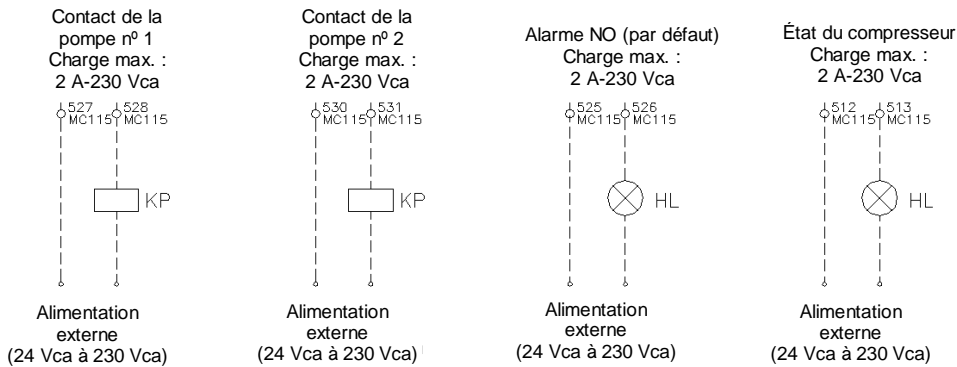 Contact de la
pompe nº 1
Charge max. :
2 A-230 Vca
527 528
MC115 MC115
KP
Alimentation
externe
(24 Vca à 230 Vca)
Contact de la
pompe nº 2
Charge max. :
2 A-230 Vca
530 531
MC115 MC115
KP
Alimentation
externe
(24 Vca à 230 Vca)
Alarme NO (par défaut)
Charge max. :
2 A-230 Vca
525 526
MC115 MC115
HL
Alimentation
externe
(24 Vca à 230 Vca)
État du compresseur
Charge max. :
2 A-230 Vca
512 513
MC115 MC115
HL
Alimentation
externe
(24 Vca à 230 Vca)